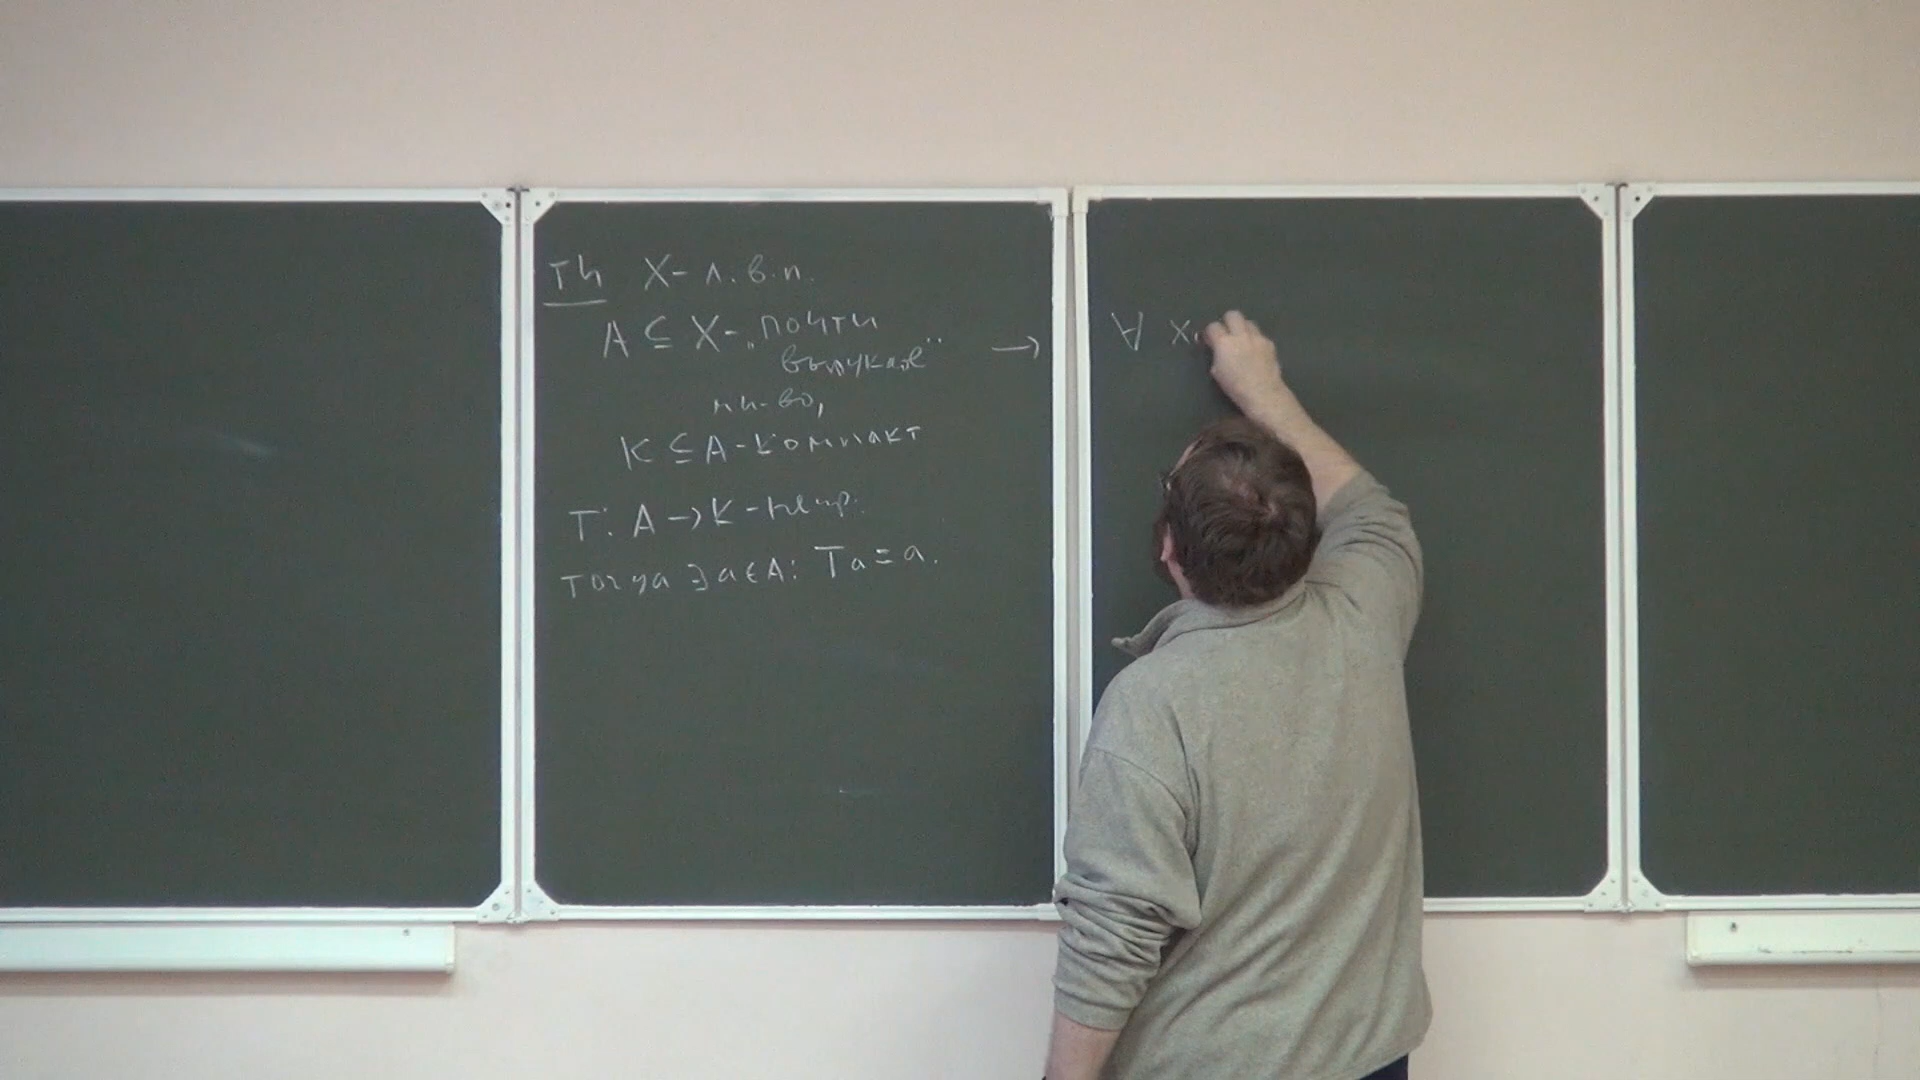 Th X - л.в.п.
A ⊆ X - „почти
выпуклое“
мн-во,
K ⊆ A - компакт
T: A → K - непр.
тогда ∃ a ∈ A: Ta = a.
→ ∀ x